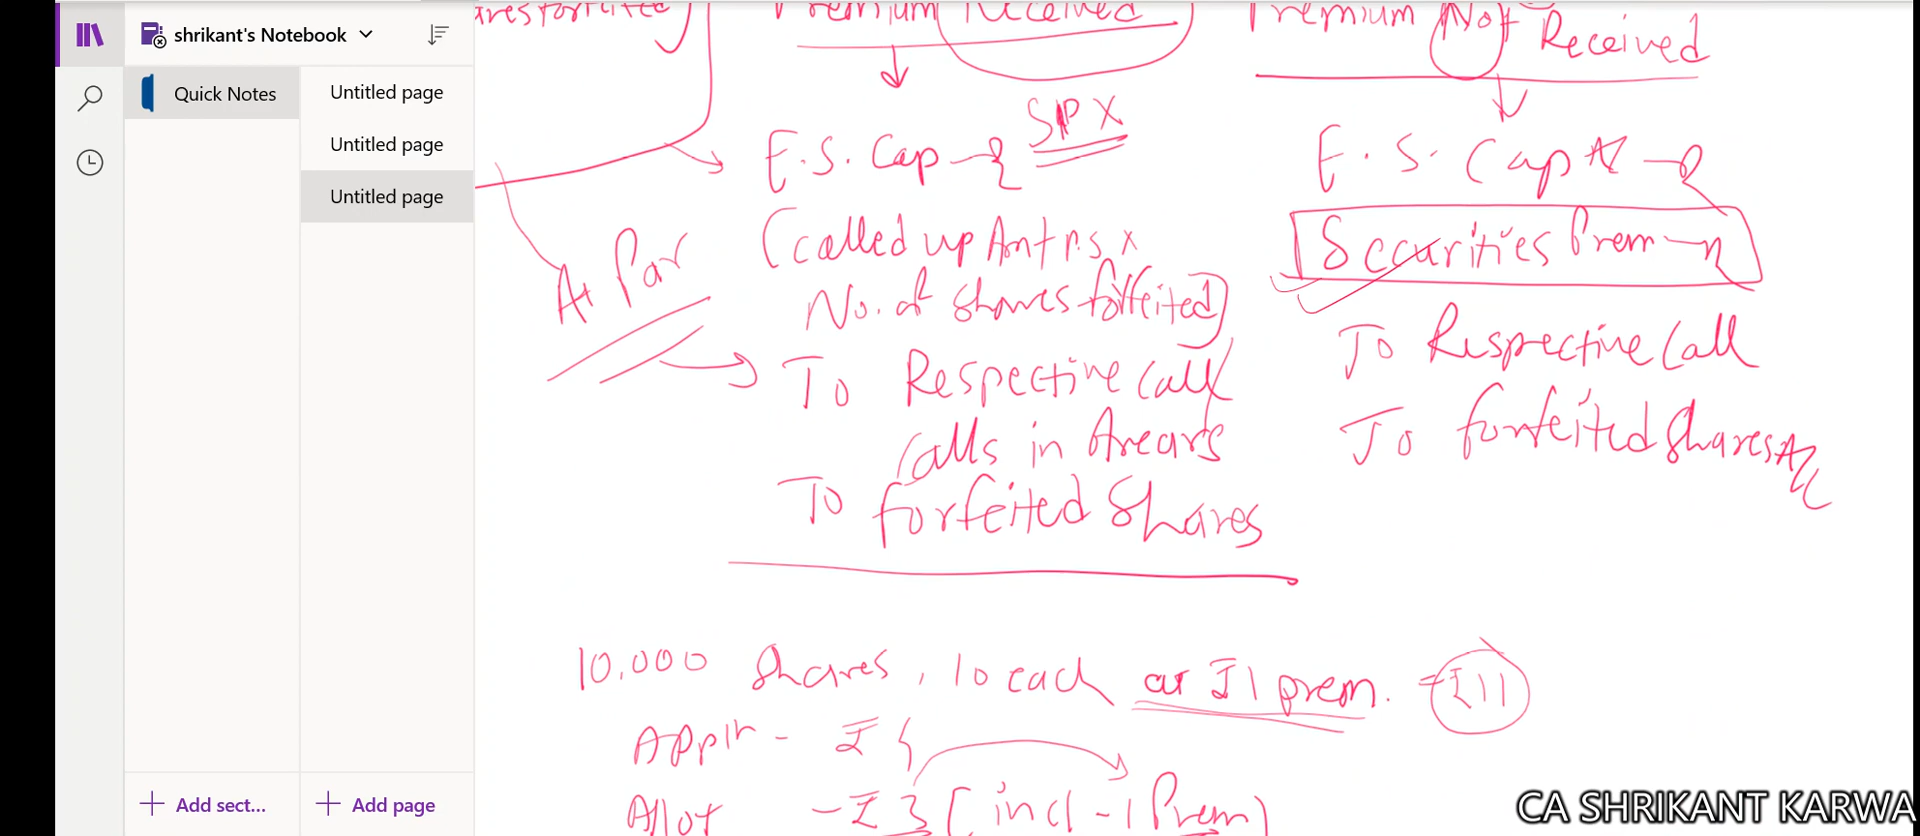 shrikant's Notebook
Quick Notes
Untitled page
Untitled page
Untitled page
Add sect...
Add page
Premium Received
Premium Not Received
SP X
E.S. Cap
(called up Amt p.s x
No. of shares forfeited)
To Respective Call
Calls in Arears
To forfeited Shares
At Par
E.S. Cap A/c
Securities Prem
To Respective Call
To forfeited Shares A/c
10,000 Shares, 10 each at ₹1 prem. = ₹11
Appln - ₹
Allot - ₹3 (incl - 1 Prem)
CA SHRIKANT KARWA